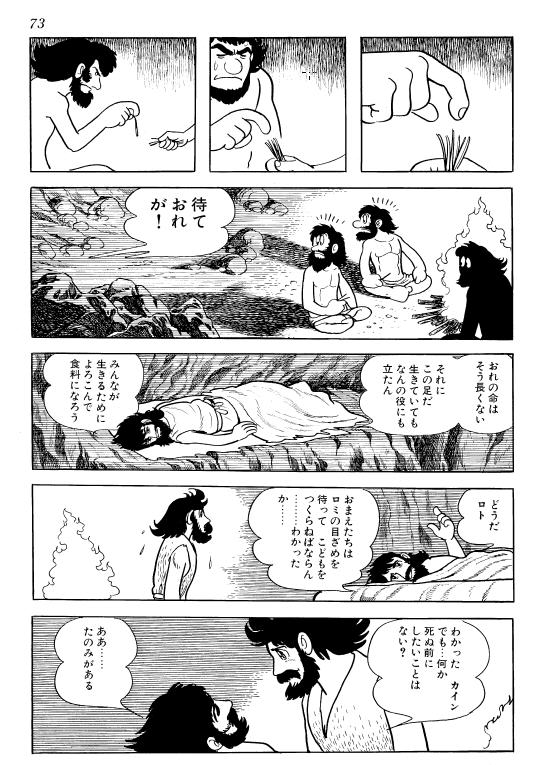 73
待て
おれ
が！
おれの命は
そう長くない
それに
この足だ
生きていても
なんの役にも
立たん
みんなが
生きるために
よろこんで
食料になろう
どうだ
ロト
おまえたちは
ロミの目ざめを
待って こどもを
つくらねばならん
……わかった
か……
わかった カイン
でも…何か
死ぬ前に
したいことは
ない？
ああ……
たのみがある